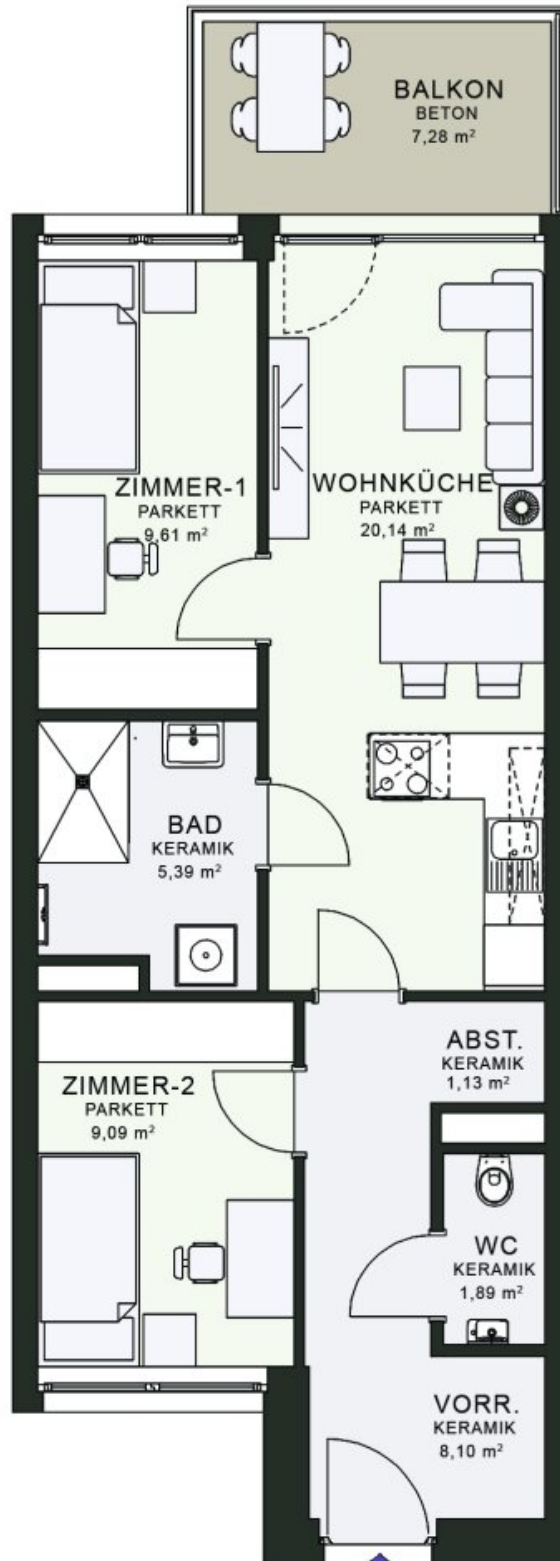 BALKON
BETON
7,28 m²
ZIMMER-1
PARKETT
9,61 m²
WOHNKÜCHE
PARKETT
20,14 m²
BAD
KERAMIK
5,39 m²
ABST.
KERAMIK
1,13 m²
ZIMMER-2
PARKETT
9,09 m²
WC
KERAMIK
1,89 m²
VORR.
KERAMIK
8,10 m²